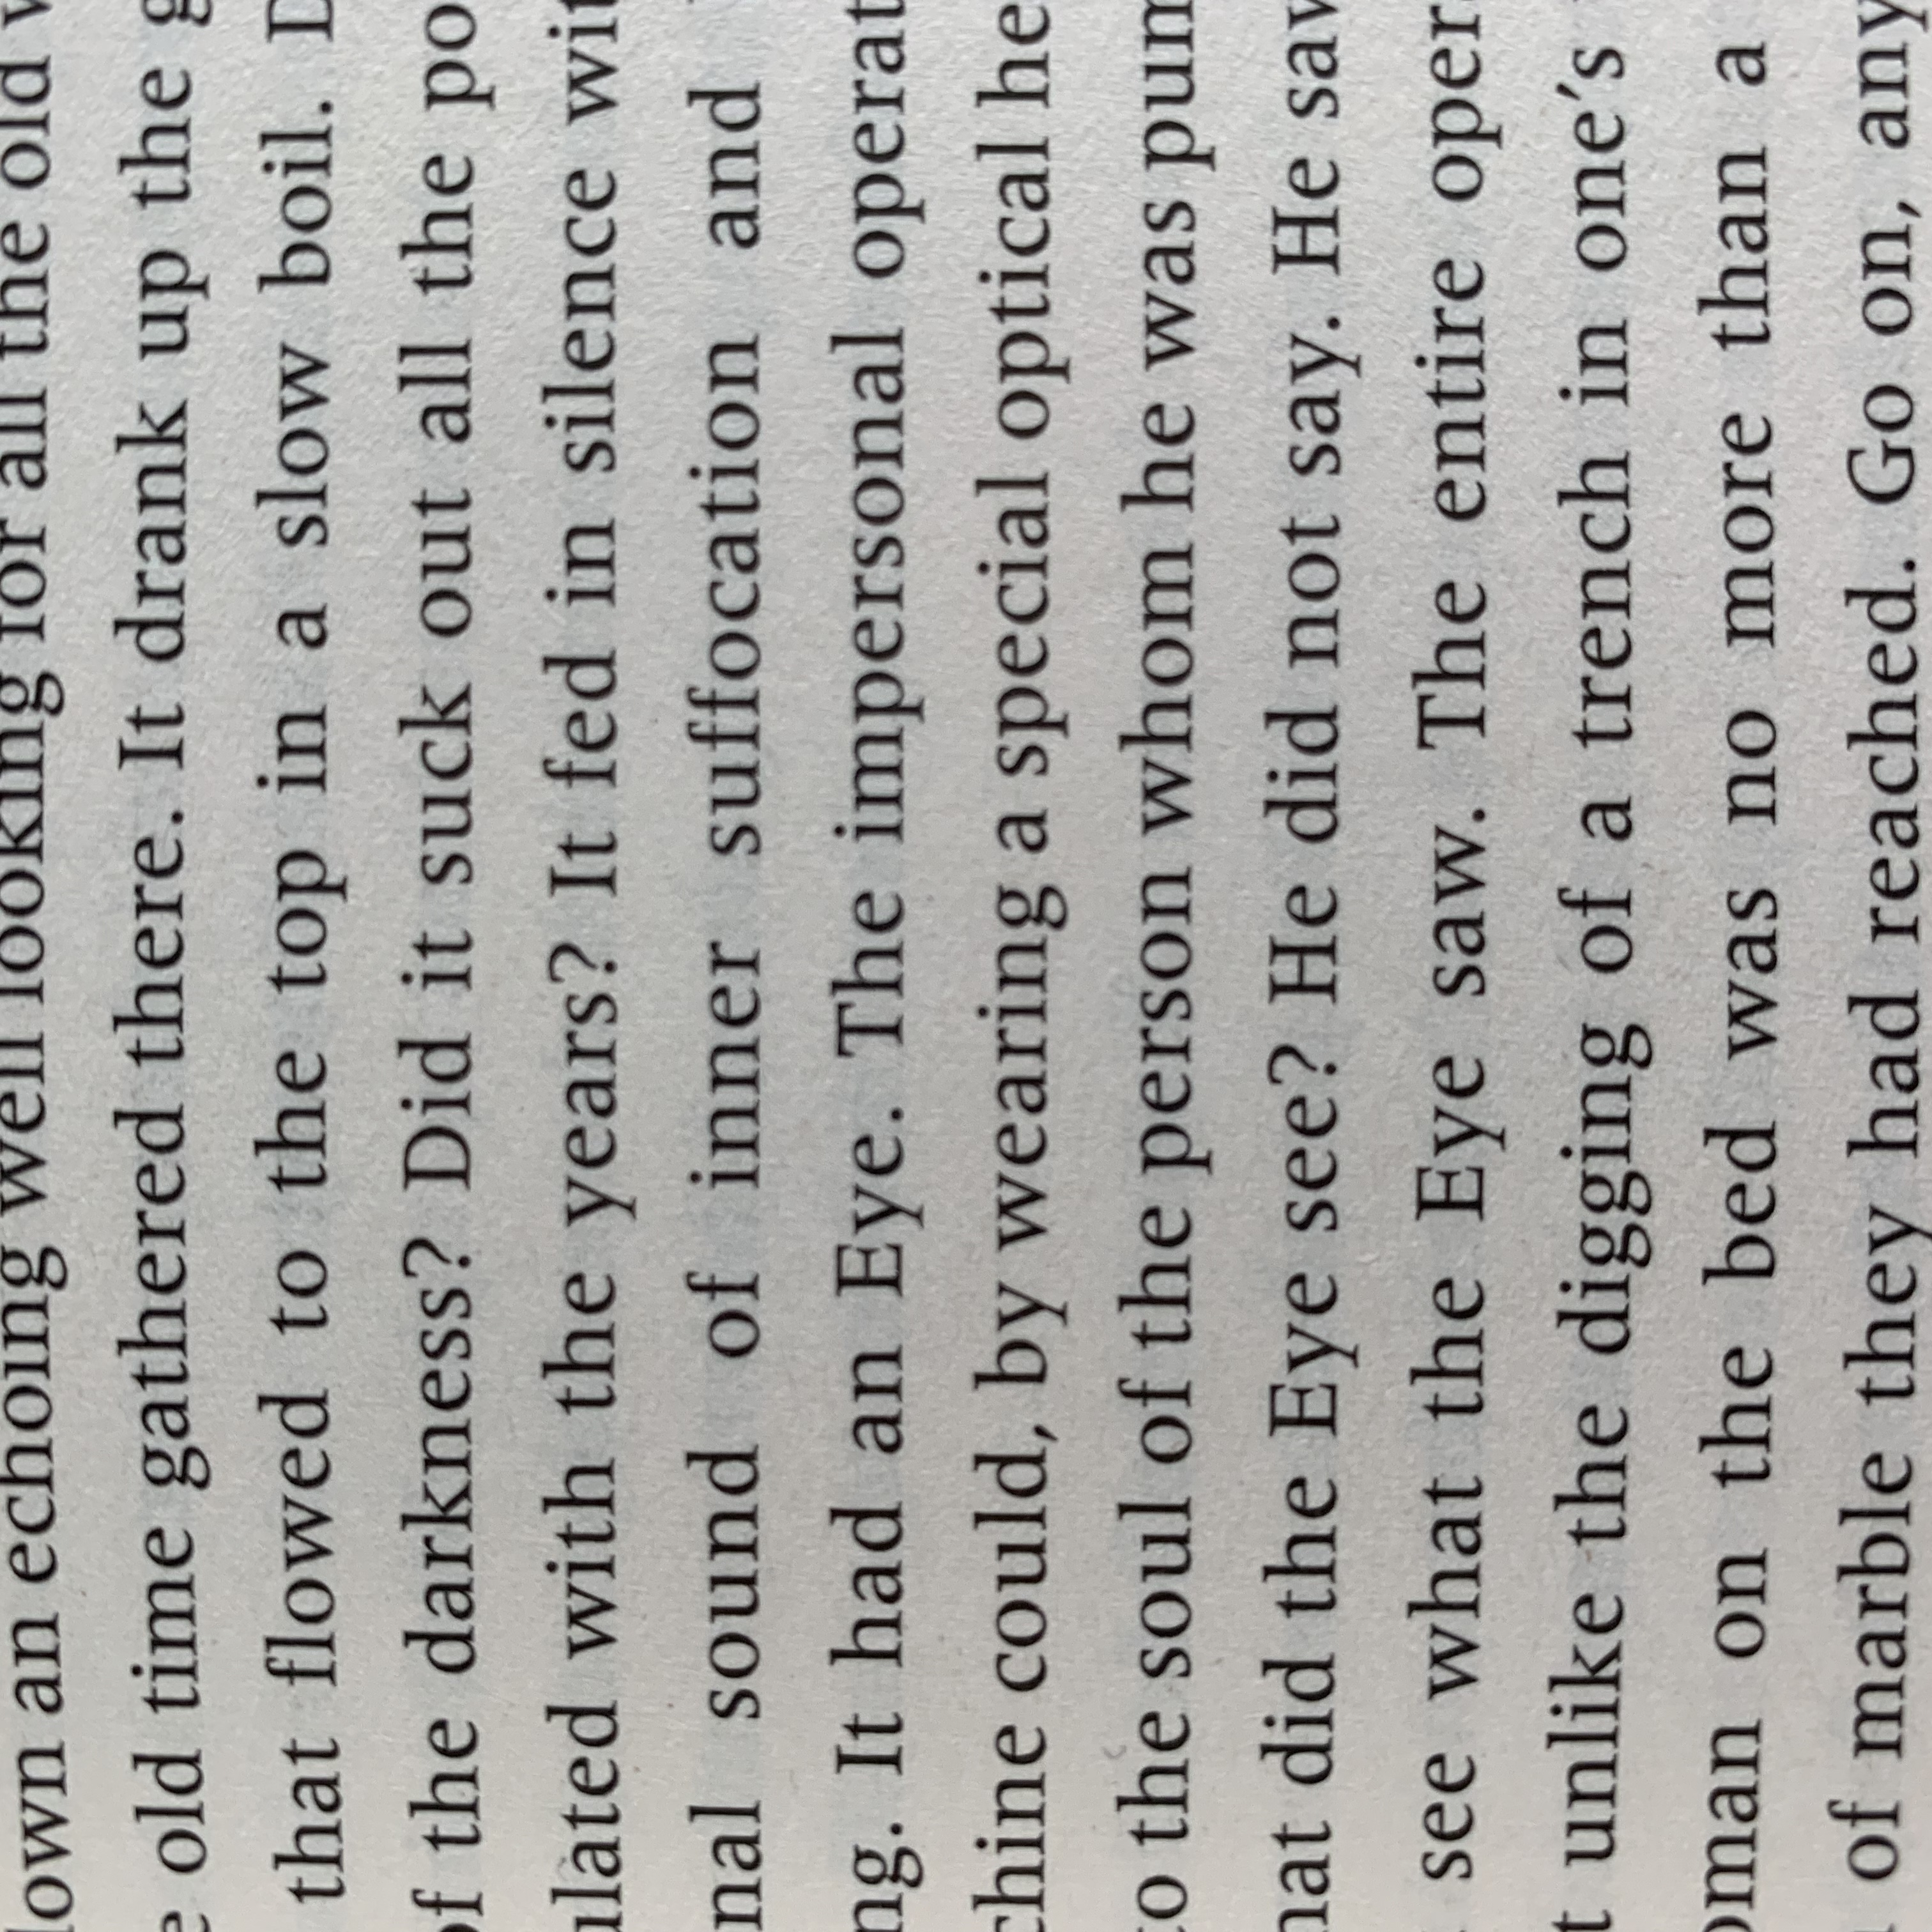 down an echoing well looking for all the old
old time gathered there. It drank up the
that flowed to the top in a slow boil.
of the darkness? Did it suck out all the po
ulated with the years? It fed in silence wit
nal sound of inner suffocation and
ng. It had an Eye. The impersonal operat
chine could, by wearing a special optical he
to the soul of the person whom he was pum
hat did the Eye see? He did not say. He saw
see what the Eye saw. The entire oper
t unlike the digging of a trench in one's
oman on the bed was no more than a
of marble they had reached. Go on, any